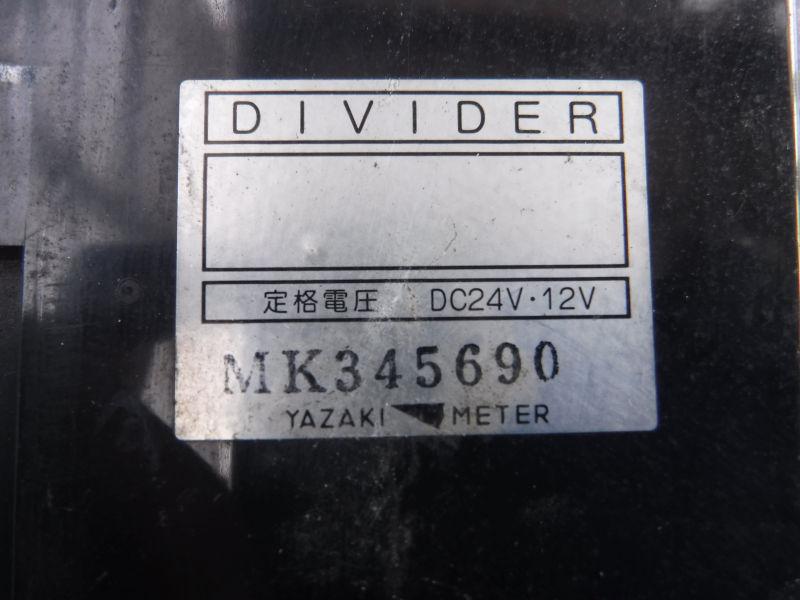 DIVIDER
定格電圧 DC24V・12V
MK345690
YAZAKI METER